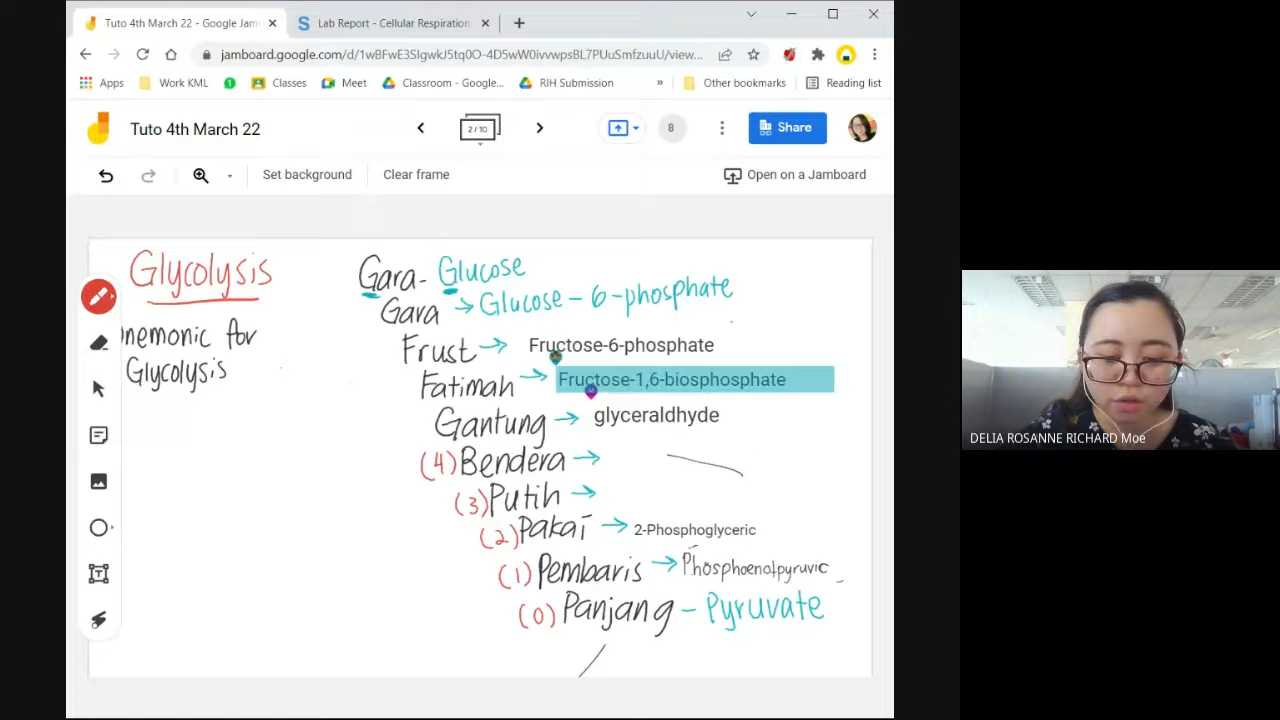 Tuto 4th March 22 - Google Jam
Lab Report - Cellular Respiration
jamboard.google.com/d/1wBFwE3SIgwkJ5tq0O-4D5wW0ivvwpsBL7PUuSmfzuuU/view...
Apps
Work KML
1
Classes
Meet
Classroom - Google...
RIH Submission
»
Other bookmarks
Reading list
Tuto 4th March 22
2/10
8
Share
Set background
Clear frame
Open on a Jamboard
Glycolysis
nemonic for
Glycolysis
Gara - Glucose
Gara → Glucose - 6 - phosphate
Frust → Fructose-6-phosphate
Fatimah → Fructose-1,6-biosphosphate
Gantung → glyceraldhyde
(4) Bendera →
(3) Putih →
(2) Pakai → 2-Phosphoglyceric
(1) Pembaris → Phosphoenolpyruvic
(0) Panjang - Pyruvate
DELIA ROSANNE RICHARD Moe